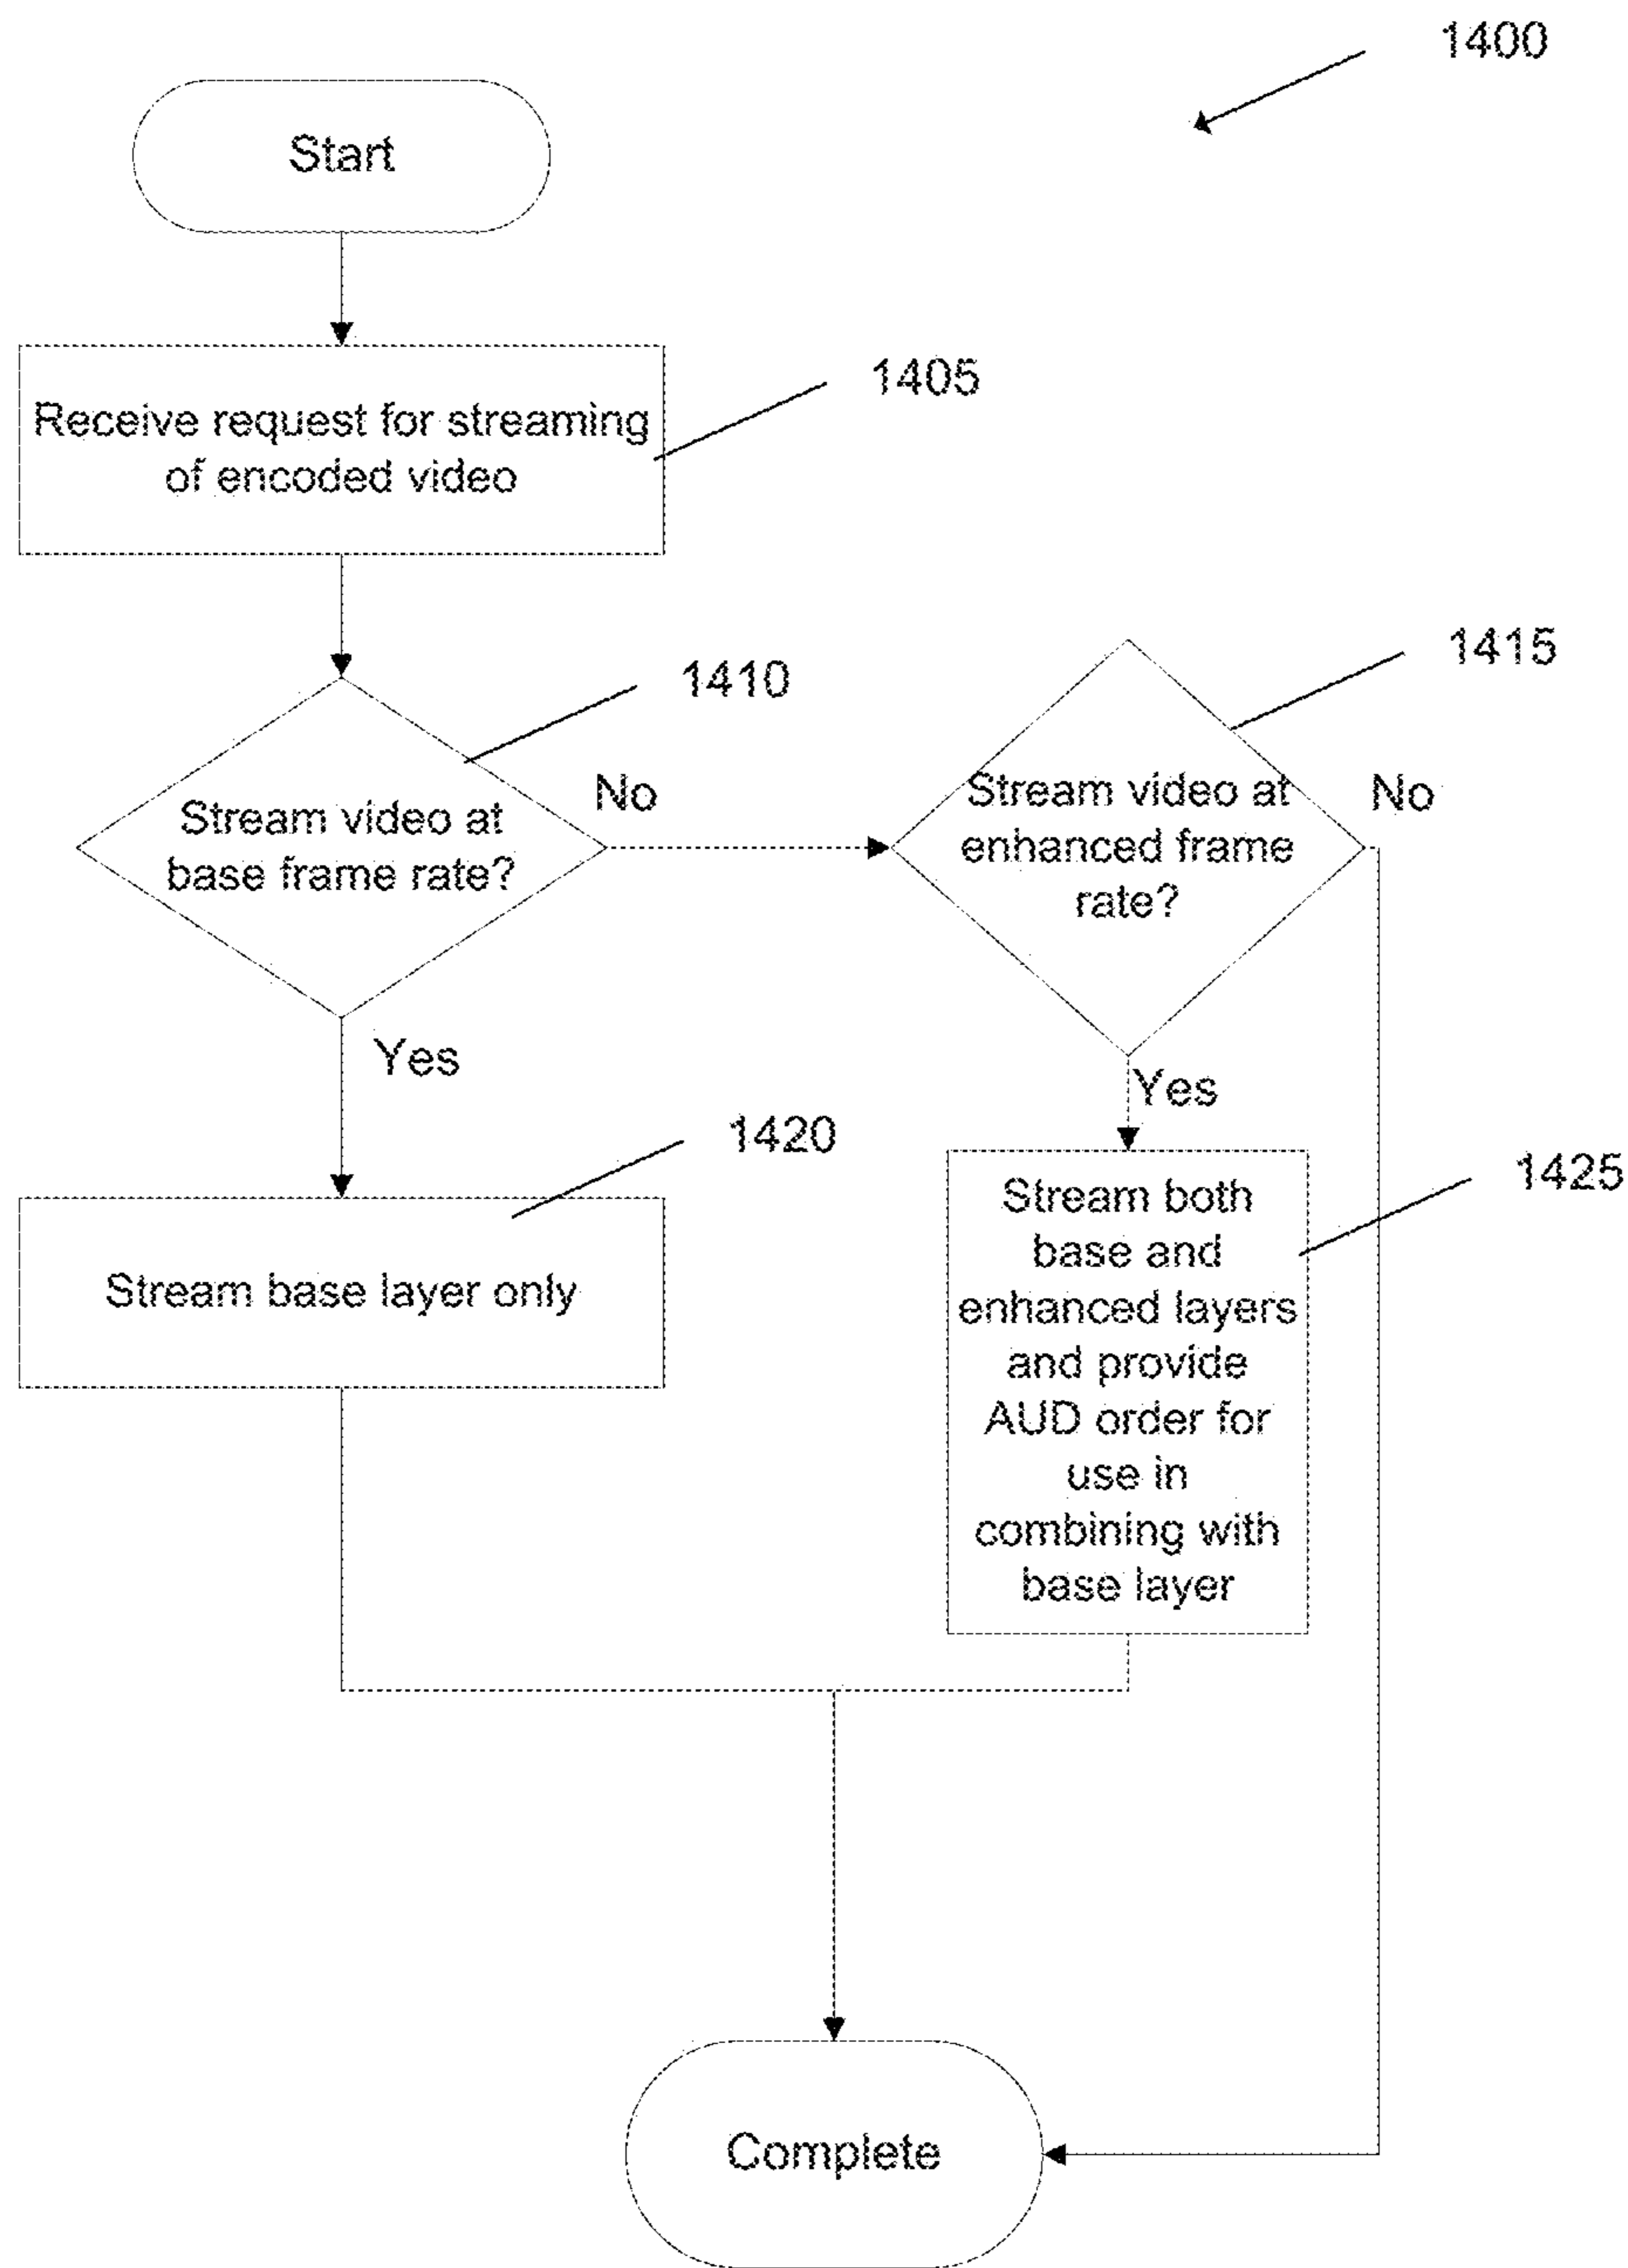 1400
Start
1405
Receive request for streaming
of encoded video
1410
1415
Stream video at
base frame rate?
No
Stream video at
enhanced frame
rate?
No
Yes
Yes
1420
1425
Stream base layer only
Stream both
base and
enhanced layers
and provide
AUD order for
use in
combining with
base layer
Complete